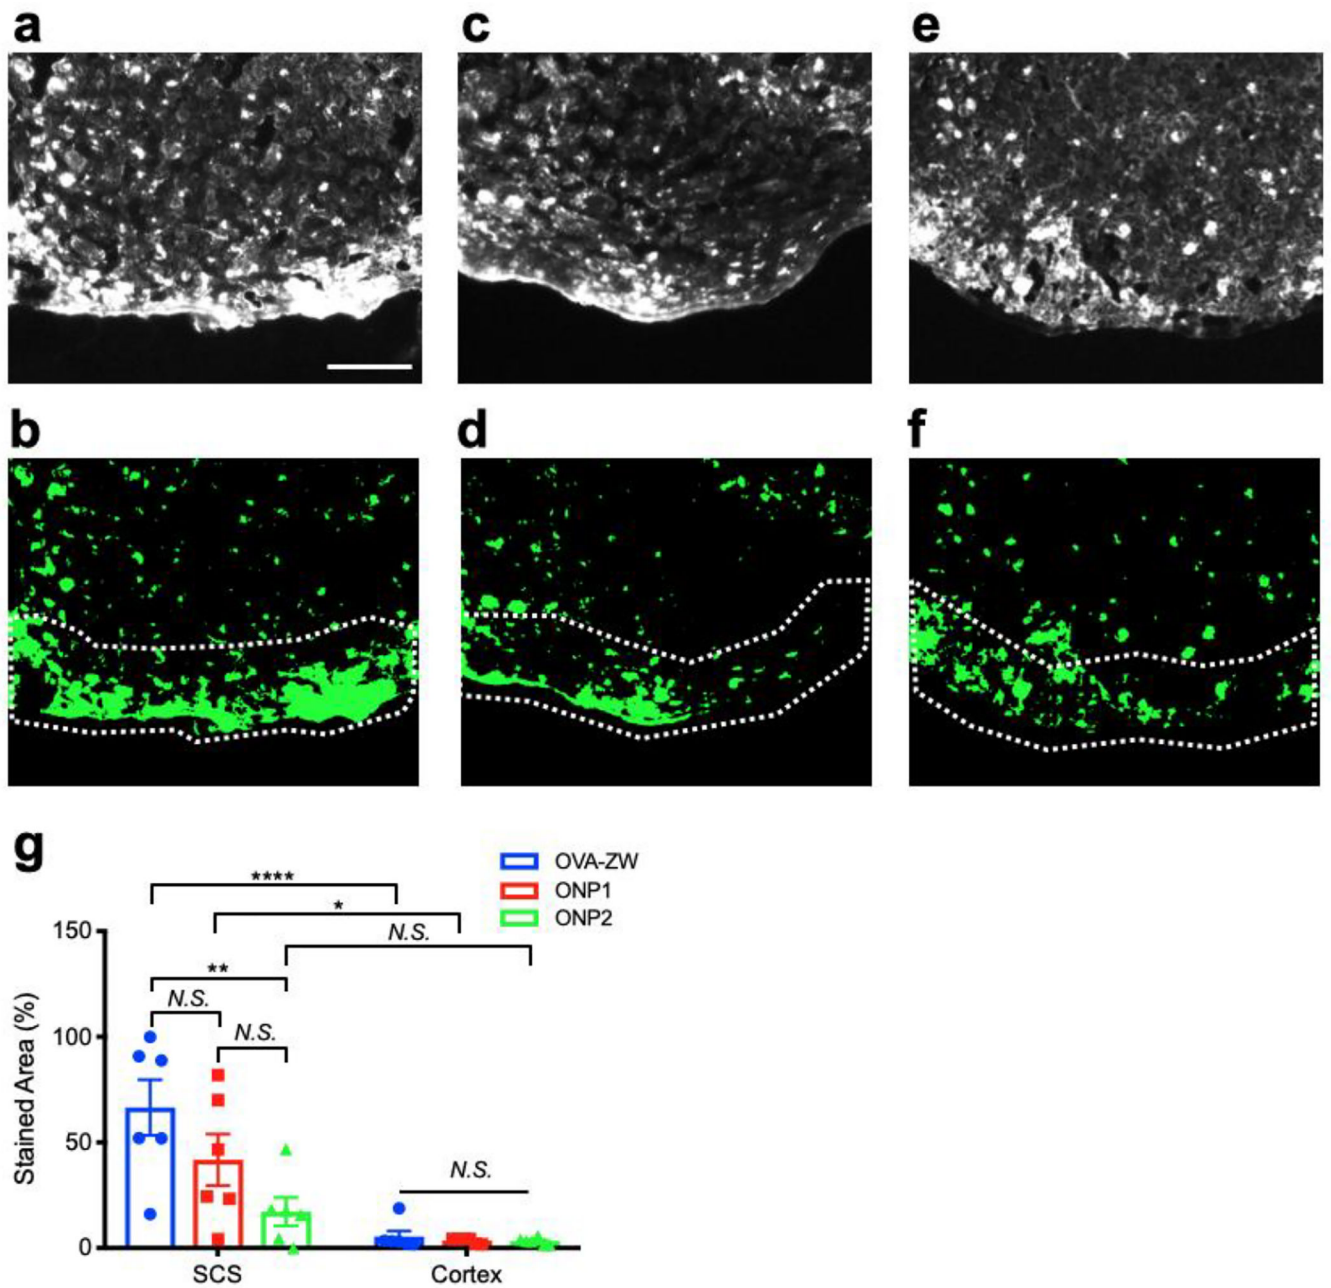 a
c
e
b
d
f
g
OVA-ZW
ONP1
ONP2
****
*
N.S.
**
N.S.
N.S.
N.S.
Stained Area (%)
150
100
50
0
SCS
Cortex